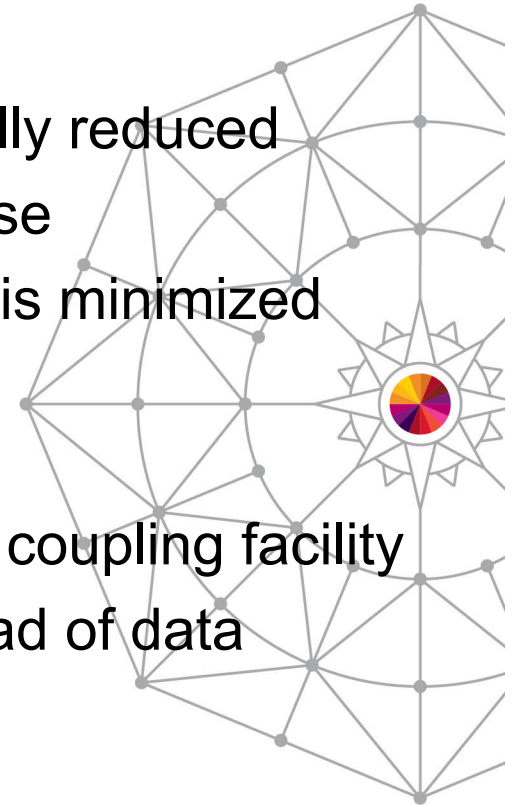 lly reduced
se
is minimized
coupling facility
ad of data